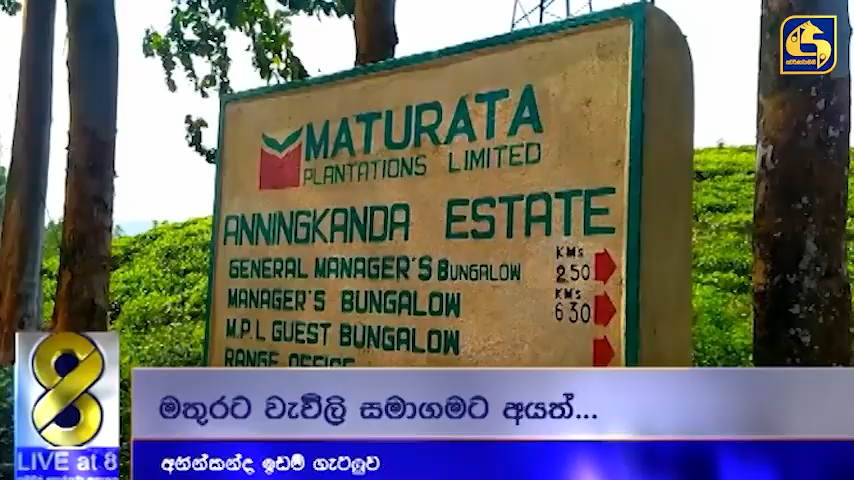 MATURATA
PLANTATIONS LIMITED
ANNINGKANDA ESTATE
GENERAL MANAGER'S BUNGALOW KMs 2.50
MANAGER'S BUNGALOW KMs 6.30
M.P.L GUEST BUNGALOW
RANGE OFFICE
මතුරට වැවිලි සමාගමට අයත්...
අනන්කන්ද ඉඩම් ගැටලුව
8
LIVE at 8